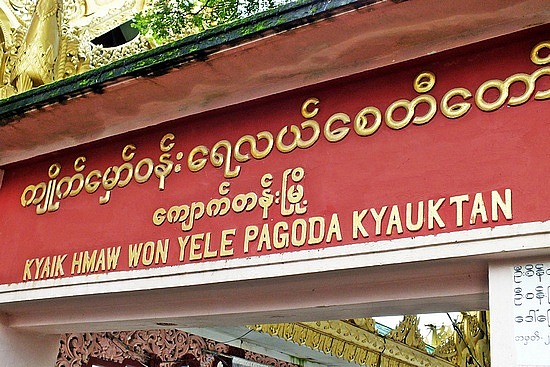 ကျိုက်မှော်ဝန်းရေလယ်စေတီတော်
ကျောက်တန်းမြို့
KYAIK HMAW WON YELE PAGODA KYAUKTAN